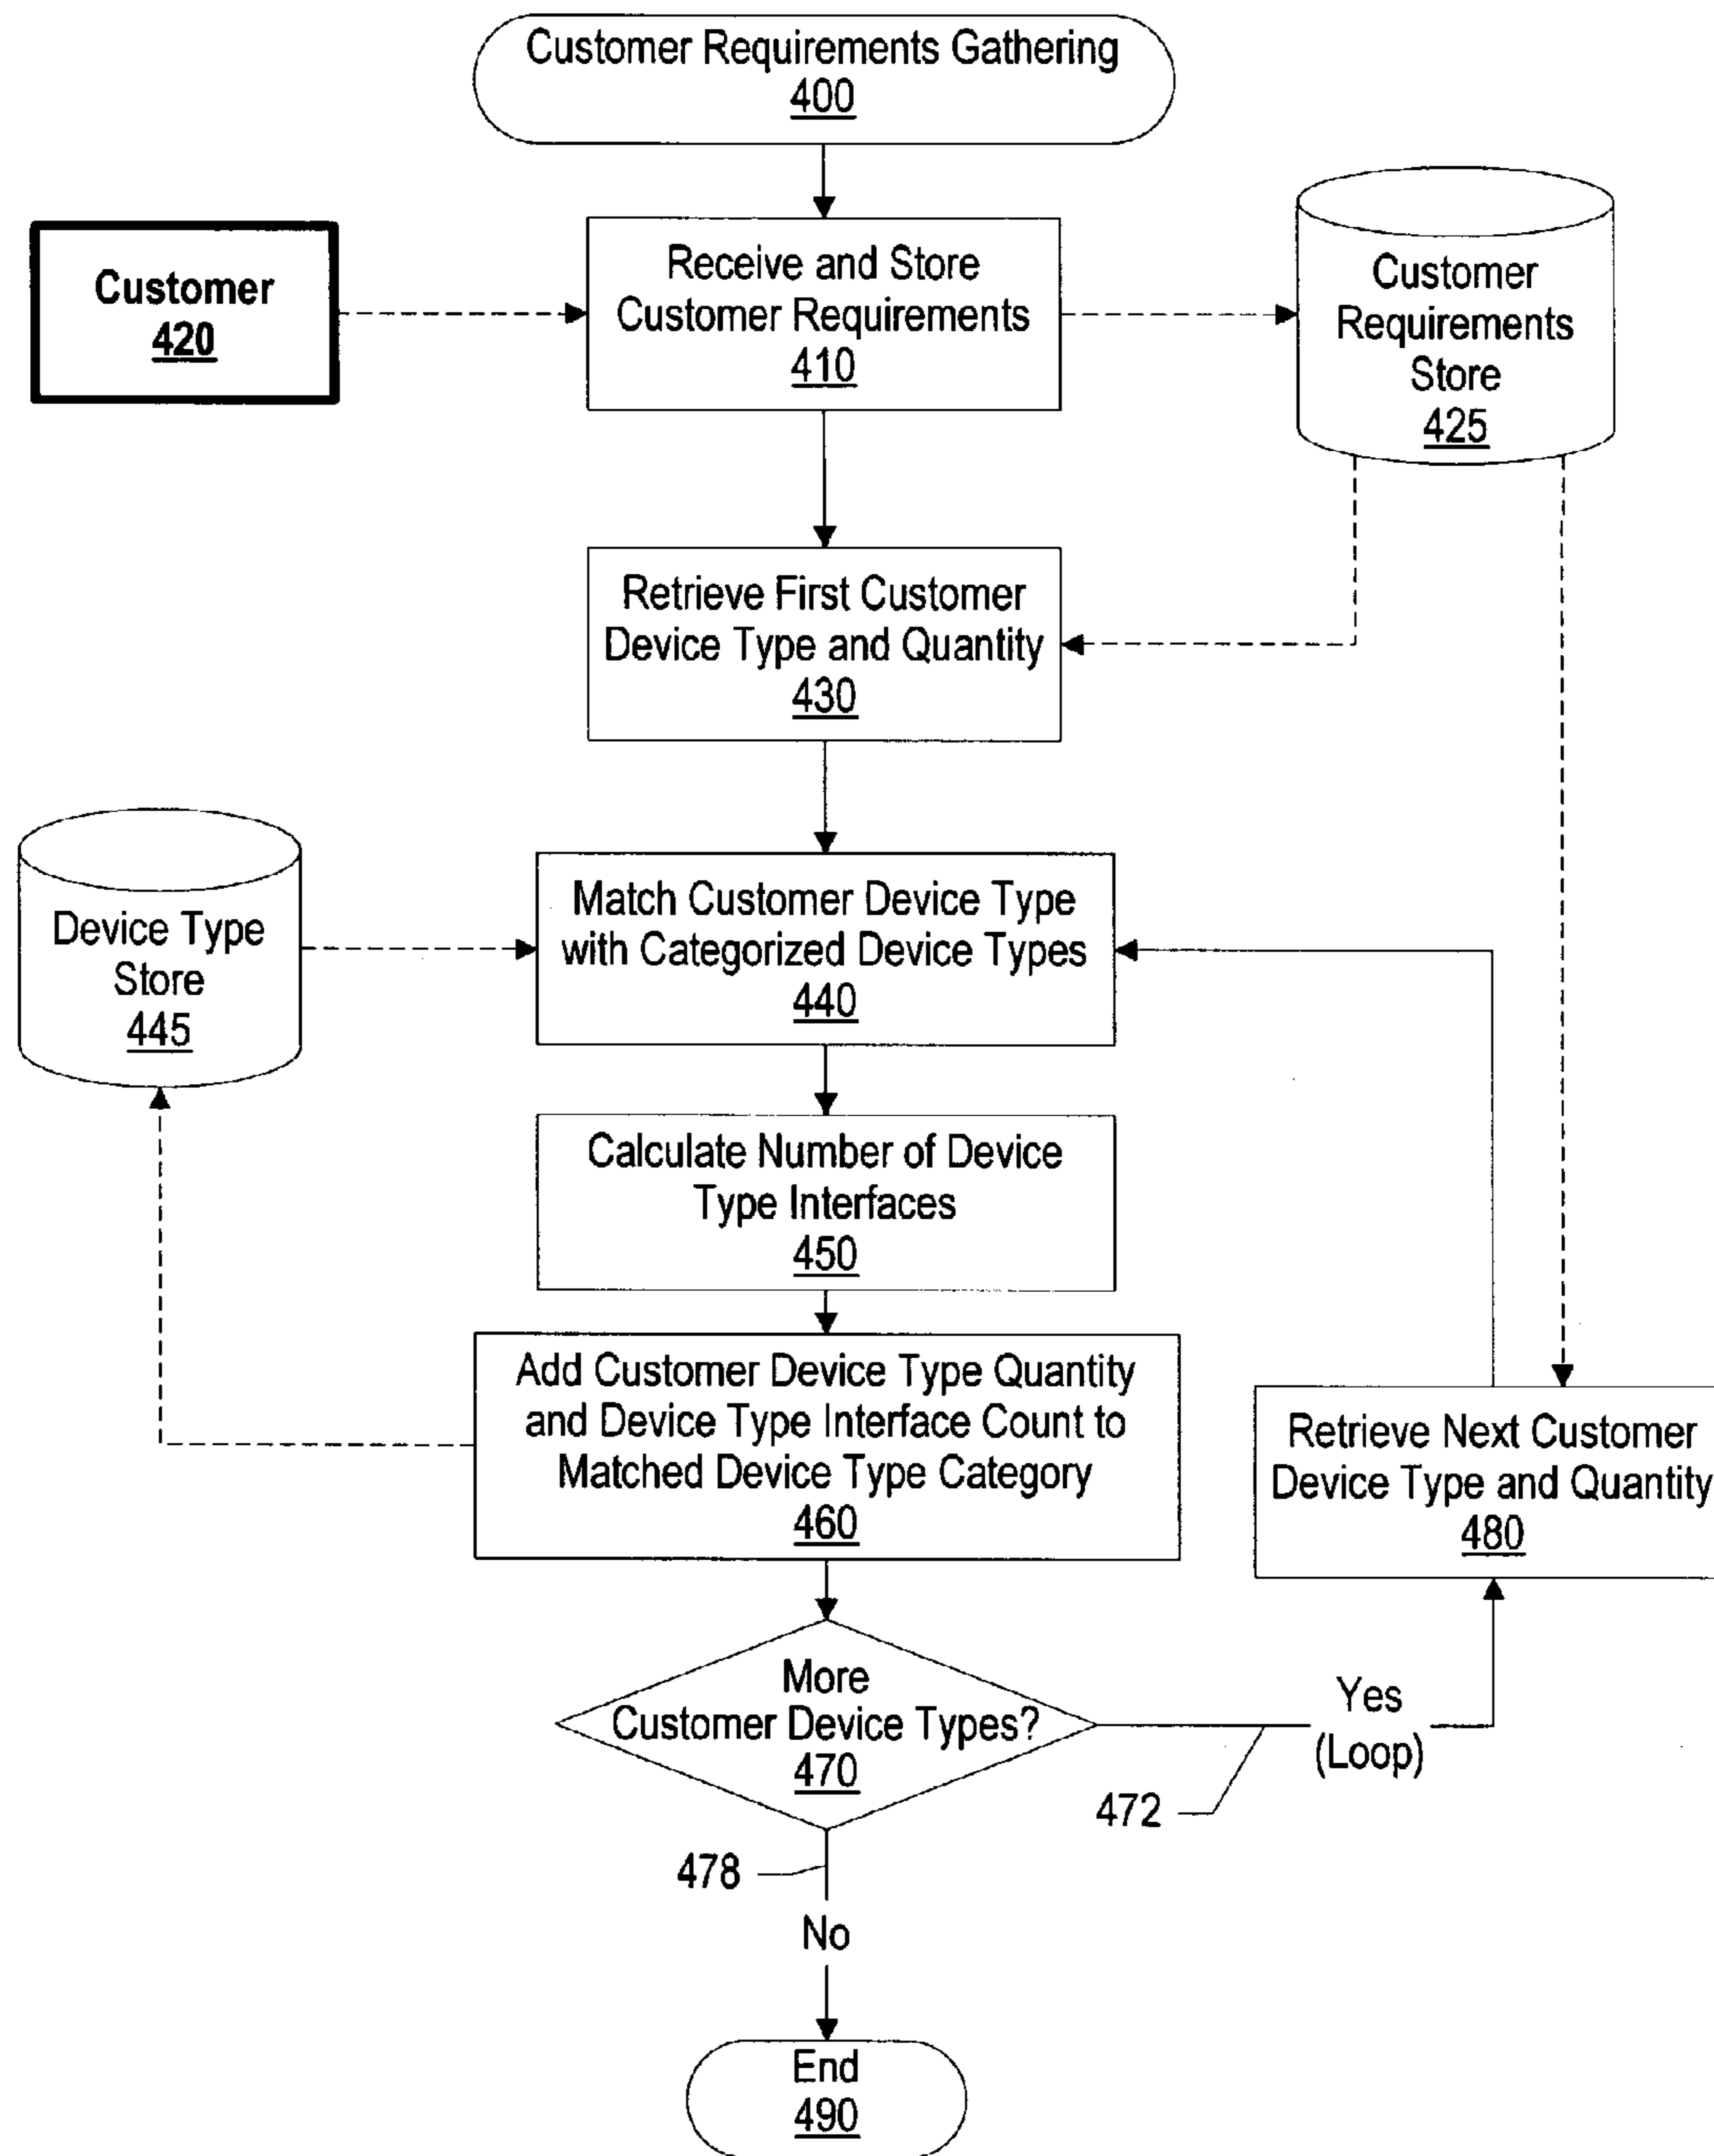 Customer Requirements Gathering
400
Customer
420
Receive and Store
Customer Requirements
410
Customer
Requirements
Store
425
Retrieve First Customer
Device Type and Quantity
430
Device Type
Store
445
Match Customer Device Type
with Categorized Device Types
440
Calculate Number of Device
Type Interfaces
450
Add Customer Device Type Quantity
and Device Type Interface Count to
Matched Device Type Category
460
Retrieve Next Customer
Device Type and Quantity
480
More
Customer Device Types?
470
Yes
(Loop)
472
478
No
End
490